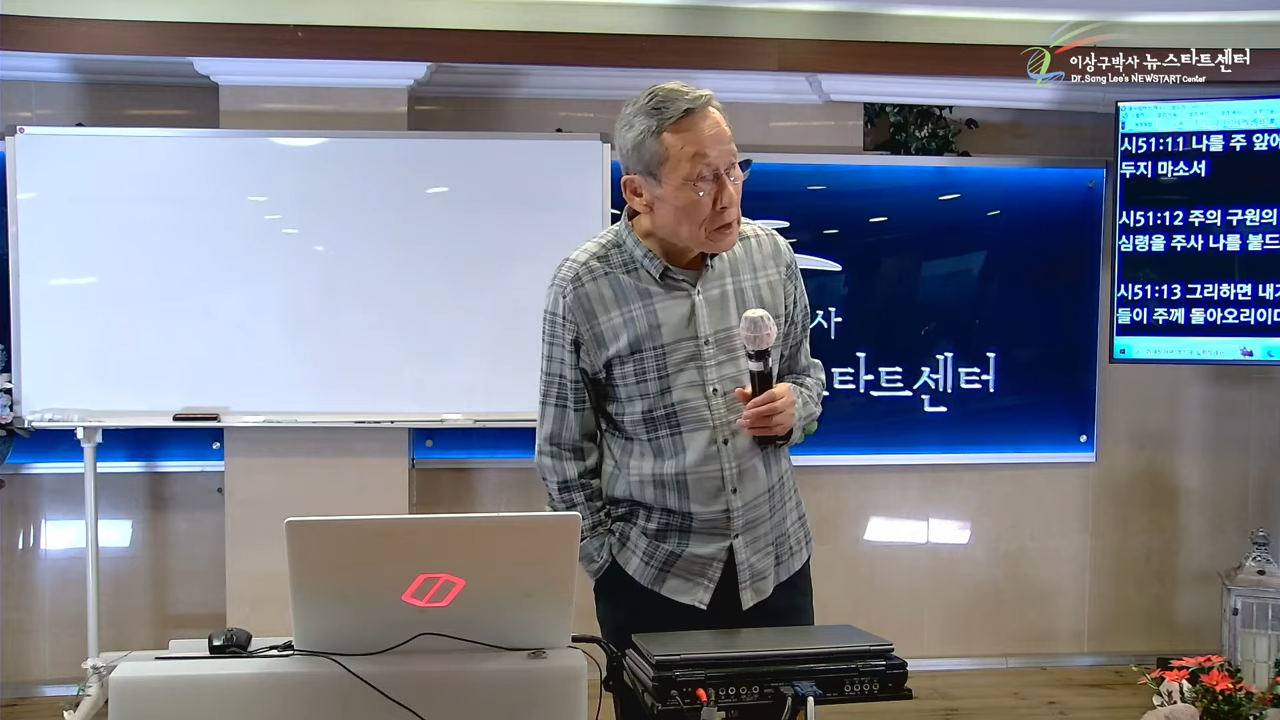 이상구박사 뉴스타트센터
Dr. Sang Lee's NEWSTART Center
시51:11 나를 주 앞에
두지 마소서
시51:12 주의 구원의
심령을 주사 나를 붙드
시51:13 그리하면 내가
들이 주께 돌아오리이다
사
스타트센터